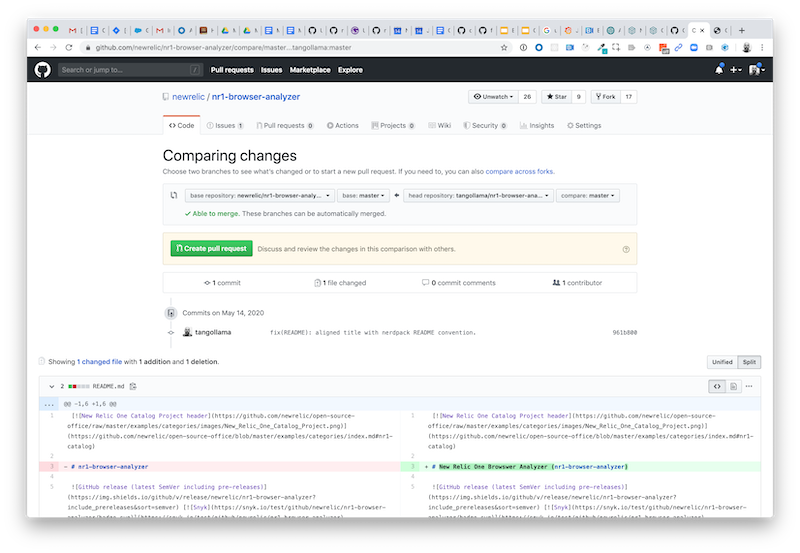 github.com/newrelic/nr1-browser-analyzer/compare/master...tangollama:master
Search or jump to... /
Pull requests Issues Marketplace Explore
newrelic / nr1-browser-analyzer
Unwatch 26 Star 9 Fork 17
Code Issues 1 Pull requests 0 Actions Projects 0 Wiki Security 0 Insights Settings
Comparing changes
Choose two branches to see what's changed or to start a new pull request. If you need to, you can also compare across forks.
base repository: newrelic/nr1-browser-analy... base: master head repository: tangollama/nr1-browser-ana... compare: master
Able to merge. These branches can be automatically merged.
Create pull request Discuss and review the changes in this comparison with others.
1 commit 1 file changed 0 commit comments 1 contributor
Commits on May 14, 2020
tangollama fix(README): aligned title with nerdpack README convention. 961b800
Showing 1 changed file with 1 addition and 1 deletion.
Unified Split
2 README.md
... @@ -1,6 +1,6 @@
1 [![New Relic One Catalog Project header](https://github.com/newrelic/open-source-
office/raw/master/examples/categories/images/New_Relic_One_Catalog_Project.png)]
(https://github.com/newrelic/open-source-office/blob/master/examples/categories/index.md#nr1-
catalog)
2
3 - # nr1-browser-analyzer
4
5 ![GitHub release (latest SemVer including pre-releases)]
(https://img.shields.io/github/v/release/newrelic/nr1-browser-analyzer?
include_prereleases&sort=semver) [![Snyk](https://snyk.io/test/github/newrelic/nr1-browser-
1 [![New Relic One Catalog Project header](https://github.com/newrelic/open-source-
office/raw/master/examples/categories/images/New_Relic_One_Catalog_Project.png)]
(https://github.com/newrelic/open-source-office/blob/master/examples/categories/index.md#nr1-
catalog)
2
3 + # New Relic One Browswer Analyzer (nr1-browser-analyzer)
4
5 ![GitHub release (latest SemVer including pre-releases)]
(https://img.shields.io/github/v/release/newrelic/nr1-browser-analyzer?
include_prereleases&sort=semver) [![Snyk](https://snyk.io/test/github/newrelic/nr1-browser-